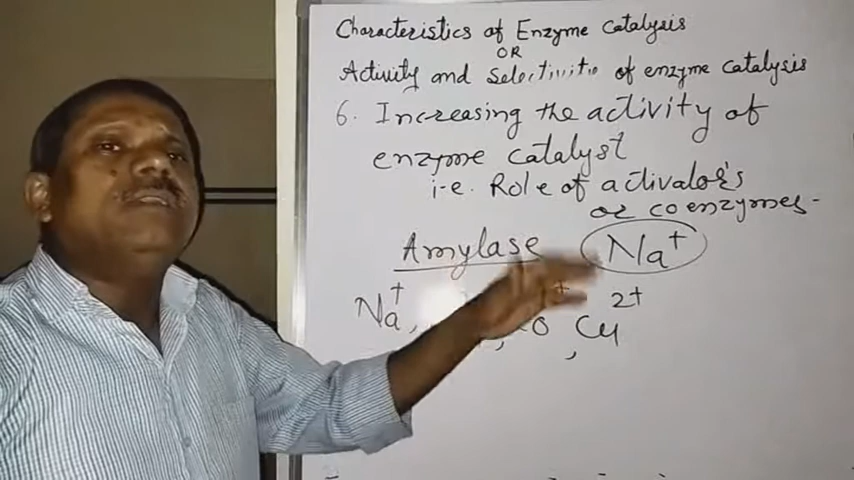 Characteristics of Enzyme Catalysis
OR
Activity and selectivity of enzyme catalysis
6. Increasing the activity of
enzyme catalyst
i.e. Role of activators
or coenzymes.
Amylase Na+
Na+, o+, Cu2+